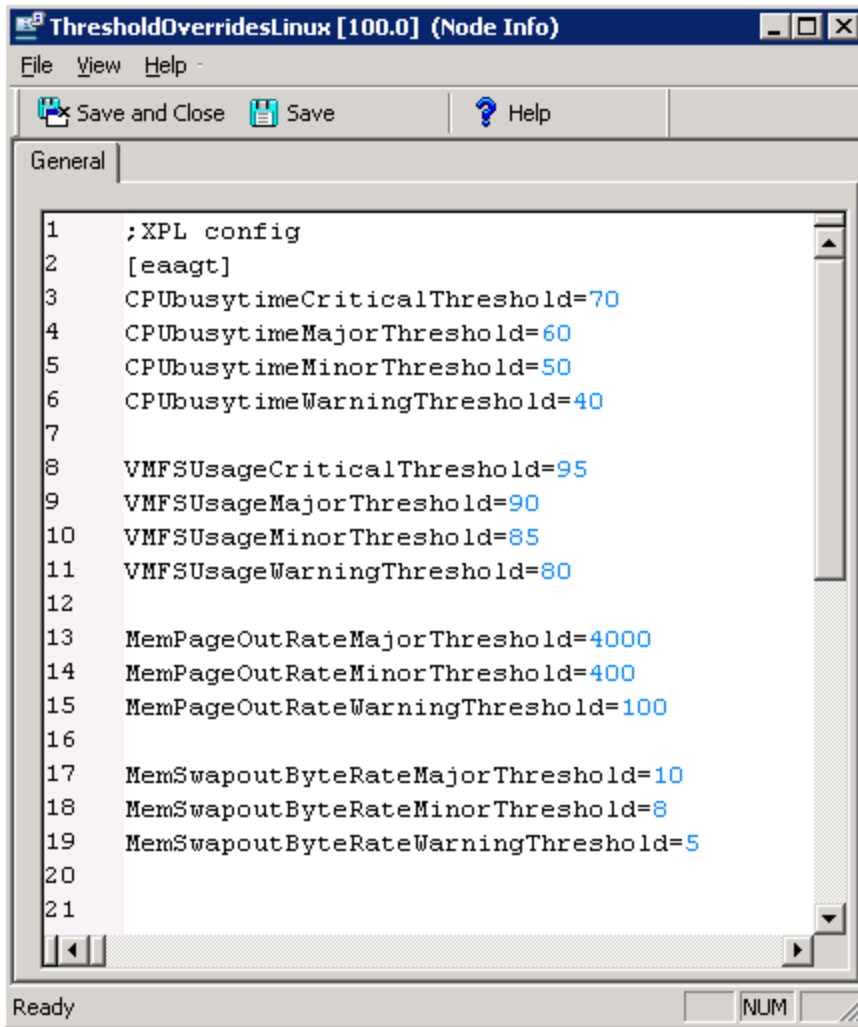 ThresholdOverridesLinux [100.0] (Node Info)
File View Help
Save and Close Save Help
General
1 ;XPL config
2 [eaagt]
3 CPUbusytimeCriticalThreshold=70
4 CPUbusytimeMajorThreshold=60
5 CPUbusytimeMinorThreshold=50
6 CPUbusytimeWarningThreshold=40
7
8 VMFSUsageCriticalThreshold=95
9 VMFSUsageMajorThreshold=90
10 VMFSUsageMinorThreshold=85
11 VMFSUsageWarningThreshold=80
12
13 MemPageOutRateMajorThreshold=4000
14 MemPageOutRateMinorThreshold=400
15 MemPageOutRateWarningThreshold=100
16
17 MemSwapoutByteRateMajorThreshold=10
18 MemSwapoutByteRateMinorThreshold=8
19 MemSwapoutByteRateWarningThreshold=5
20
21
Ready NUM